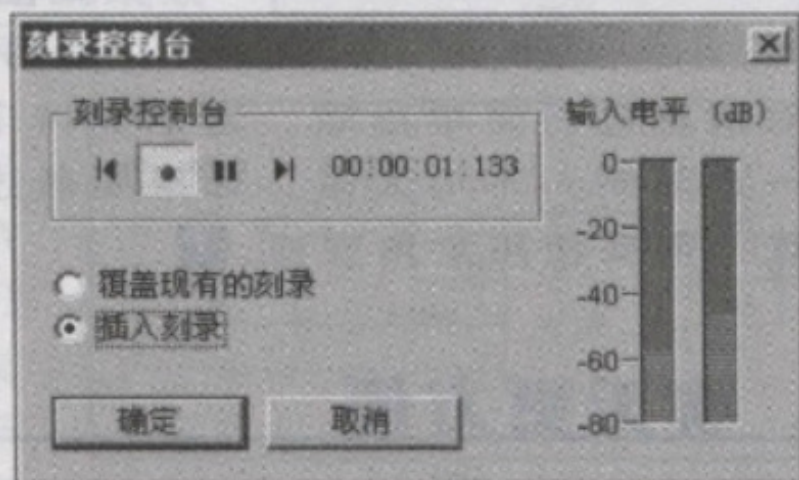 刻录控制台
刻录控制台
00:00:01:133
覆盖现有的刻录
插入刻录
确定
取消
输入电平 (dB)
0
-20
-40
-60
-80